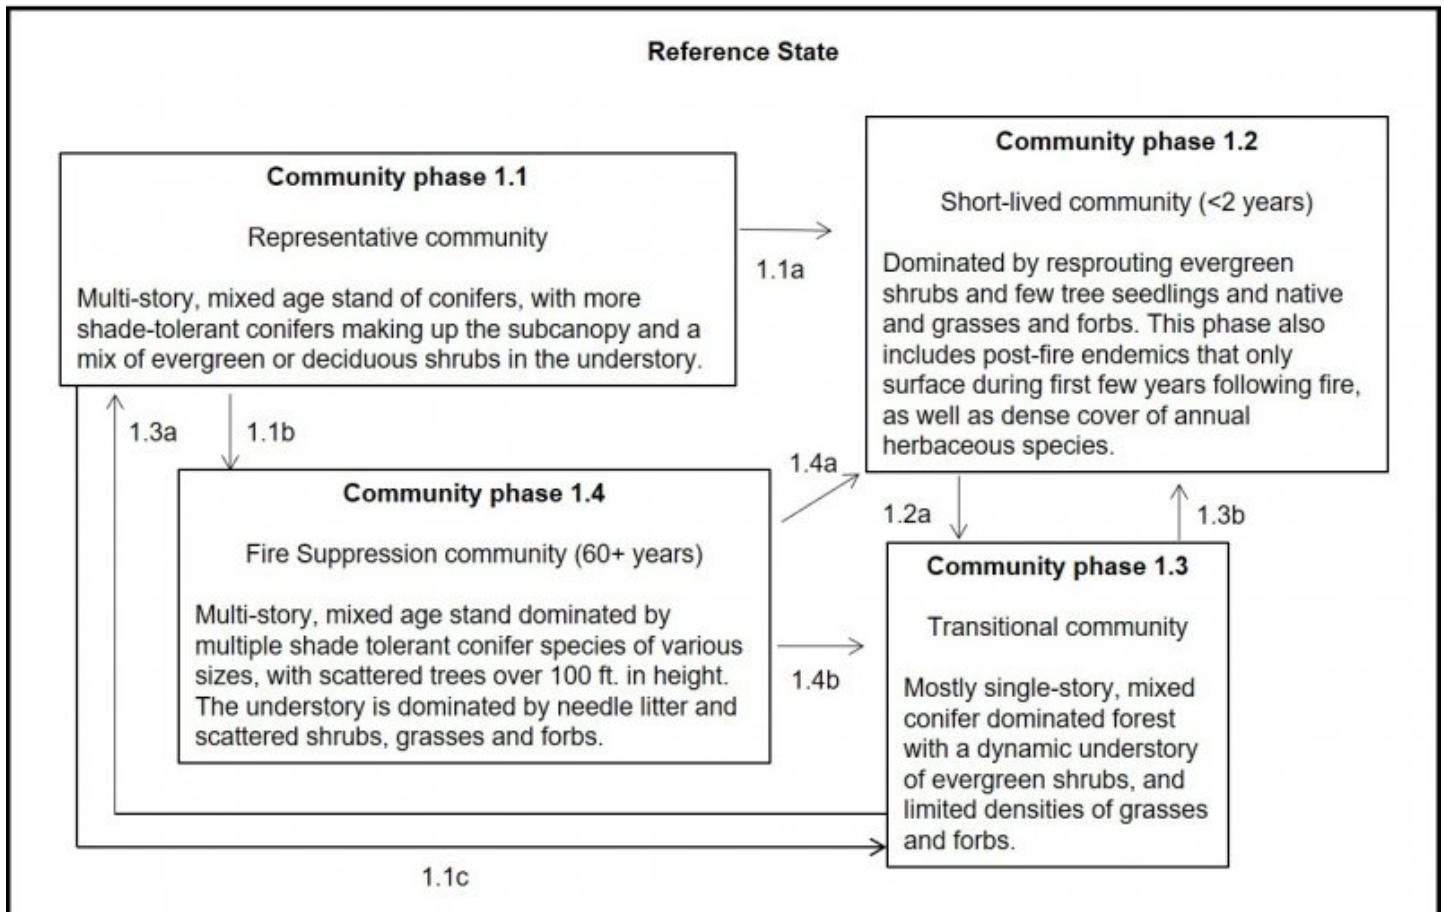 Reference State
Community phase 1.1
Representative community
Multi-story, mixed age stand of conifers, with more
shade-tolerant conifers making up the subcanopy and a
mix of evergreen or deciduous shrubs in the understory.
1.1a
Community phase 1.2
Short-lived community (<2 years)
Dominated by resprouting evergreen
shrubs and few tree seedlings and native
and grasses and forbs. This phase also
includes post-fire endemics that only
surface during first few years following fire,
as well as dense cover of annual
herbaceous species.
1.3a
1.1b
Community phase 1.4
Fire Suppression community (60+ years)
Multi-story, mixed age stand dominated by
multiple shade tolerant conifer species of various
sizes, with scattered trees over 100 ft. in height.
The understory is dominated by needle litter and
scattered shrubs, grasses and forbs.
1.4a
1.2a
1.3b
1.4b
Community phase 1.3
Transitional community
Mostly single-story, mixed
conifer dominated forest
with a dynamic understory
of evergreen shrubs, and
limited densities of grasses
and forbs.
1.1c